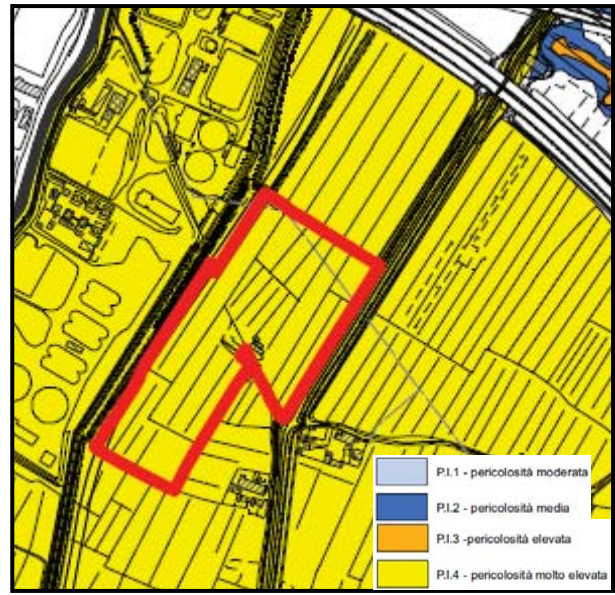 P.I.1 - pericolosità moderata
P.I.2 - pericolosità media
P.I.3 -pericolosità elevata
P.I.4 - pericolosità molto elevata